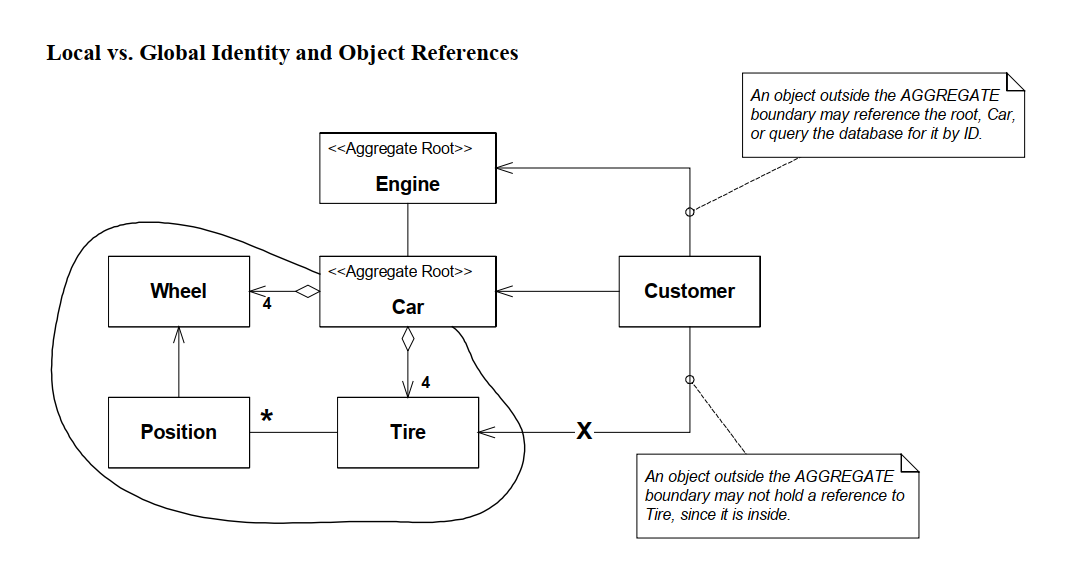 Local vs. Global Identity and Object References
An object outside the AGGREGATE
boundary may reference the root, Car,
or query the database for it by ID.
<<Aggregate Root>>
Engine
<<Aggregate Root>>
Wheel
4
Car
Customer
4
Position
*
Tire
X
An object outside the AGGREGATE
boundary may not hold a reference to
Tire, since it is inside.